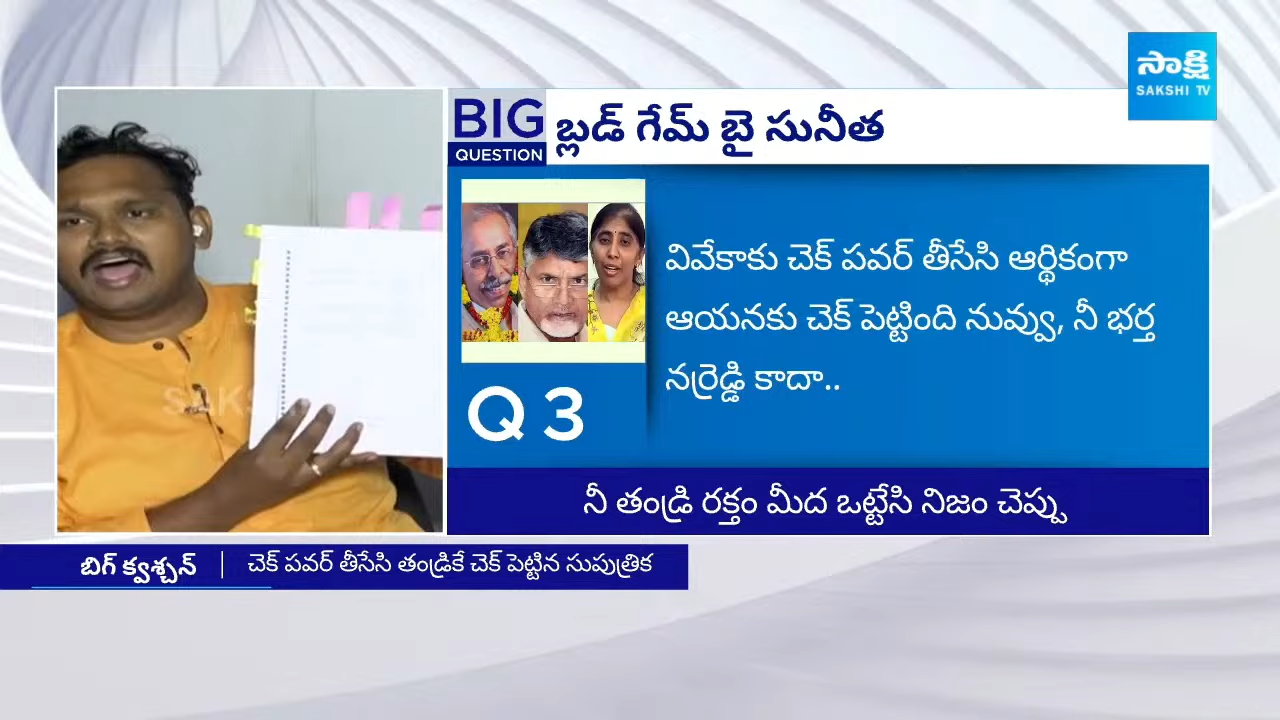 సాక్షి
SAKSHI TV
BIG
QUESTION
బ్లడ్ గేమ్ బై సునీత
వివేకాకు చెక్ పవర్ తీసేసి ఆర్థికంగా
ఆయనకు చెక్ పెట్టింది నువ్వు, నీ భర్త
నర్రెడ్డి కాదా..
Q 3
నీ తండ్రి రక్తం మీద ఒట్టేసి నిజం చెప్పు
బిగ్ క్వశ్చన్
చెక్ పవర్ తీసేసి తండ్రికే చెక్ పెట్టిన సుపుత్రిక